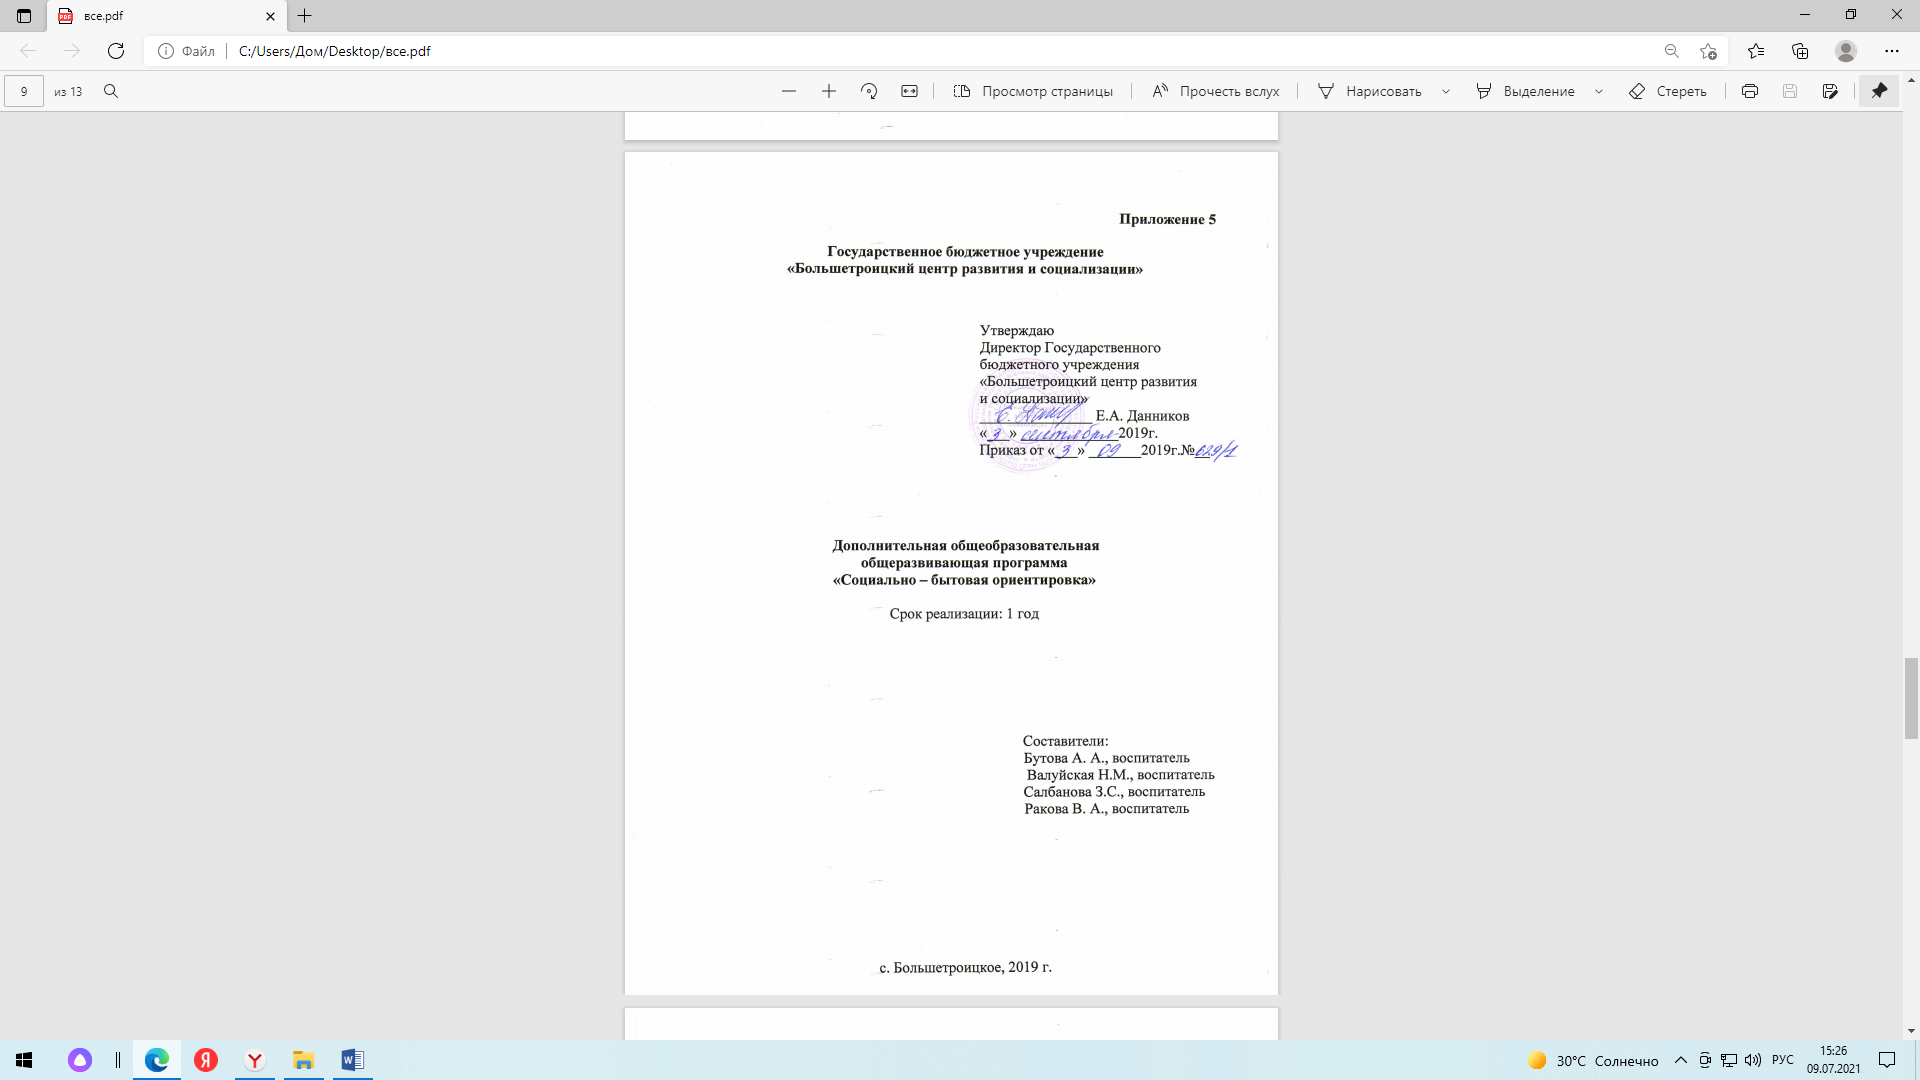 все.pdf
Файл
C:/Users/Дом/Desktop/все.pdf
9 из 13
Просмотр страницы
Прочесть вслух
Нарисовать
Выделение
Стереть
Приложение 5
Государственное бюджетное учреждение
«Большетроицкий центр развития и социализации»
Утверждаю
Директор Государственного
бюджетного учреждения
«Большетроицкий центр развития
и социализации»
Е.А. Данников
«3» сентября 2019г.
Приказ от «3» 09 2019г.№ 629/1
Дополнительная общеобразовательная
общеразвивающая программа
«Социально – бытовая ориентировка»
Срок реализации: 1 год
Составители:
Бутова А. А., воспитатель
Валуйская Н.М., воспитатель
Салбанова З.С., воспитатель
Ракова В. А., воспитатель
с. Большетроицкое, 2019 г.
30°C Солнечно
РУС
15:26
09.07.2021